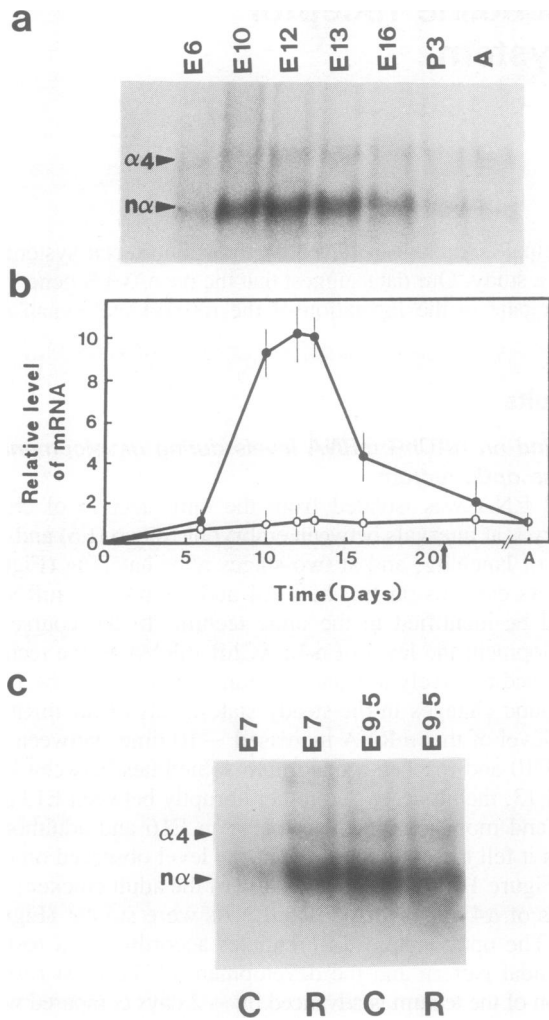 a
E6 E10 E12 E13 E16 P3 A
α4
nα
b
Relative level of mRNA
10
8
6
4
2
0
0 5 10 15 20 A
Time (Days)
c
E7 E7 E9.5 E9.5
α4
nα
C R C R